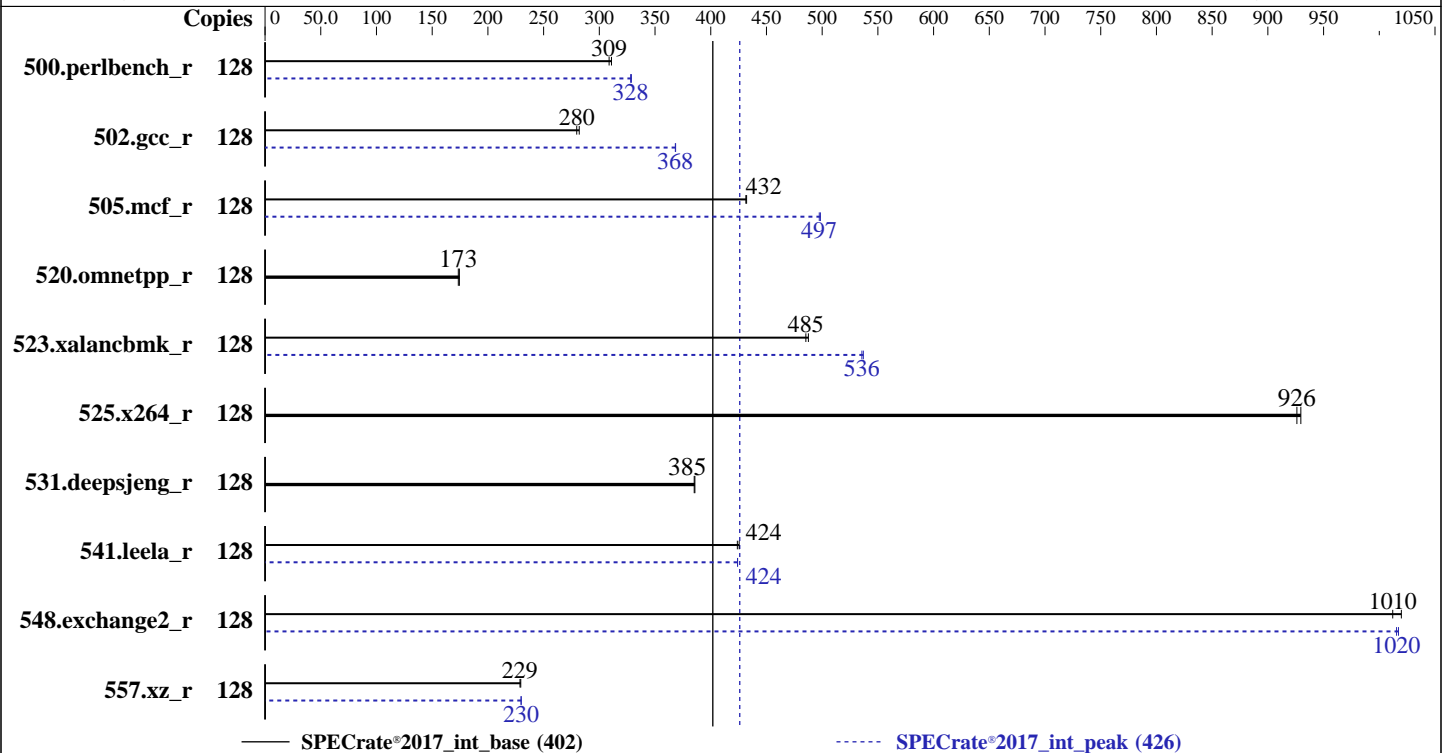 Copies 0 50.0 100 150 200 250 300 350 400 450 500 550 600 650 700 750 800 850 900 950 1050
309
500.perlbench_r 128
328
280
502.gcc_r 128
368
432
505.mcf_r 128
497
173
520.omnetpp_r 128
485
523.xalancbmk_r 128
536
926
525.x264_r 128
385
531.deepsjeng_r 128
424
541.leela_r 128
424
1010
548.exchange2_r 128
1020
229
557.xz_r 128
230
SPECrate®2017_int_base (402) SPECrate®2017_int_peak (426)